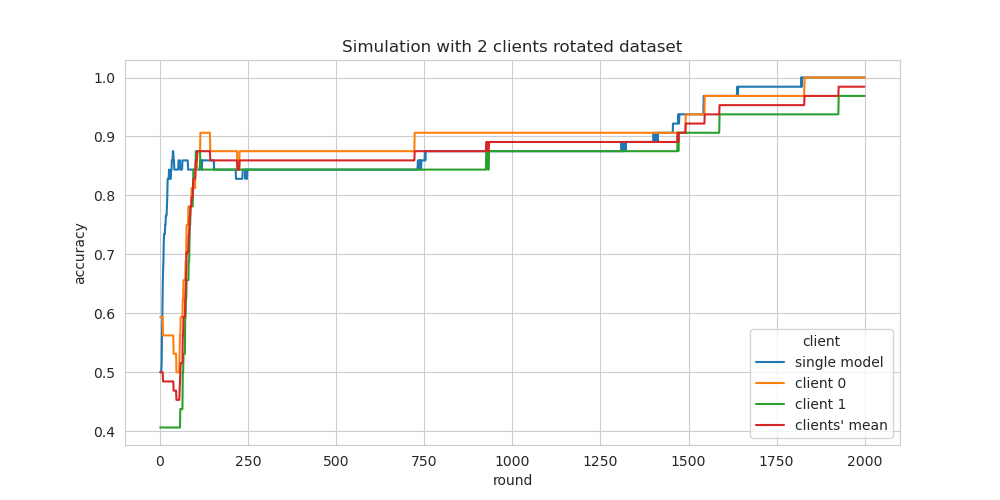 Simulation with 2 clients rotated dataset
accuracy
1.0
0.9
0.8
0.7
0.6
0.5
0.4
0 250 500 750 1000 1250 1500 1750 2000
round
client
single model
client 0
client 1
clients' mean